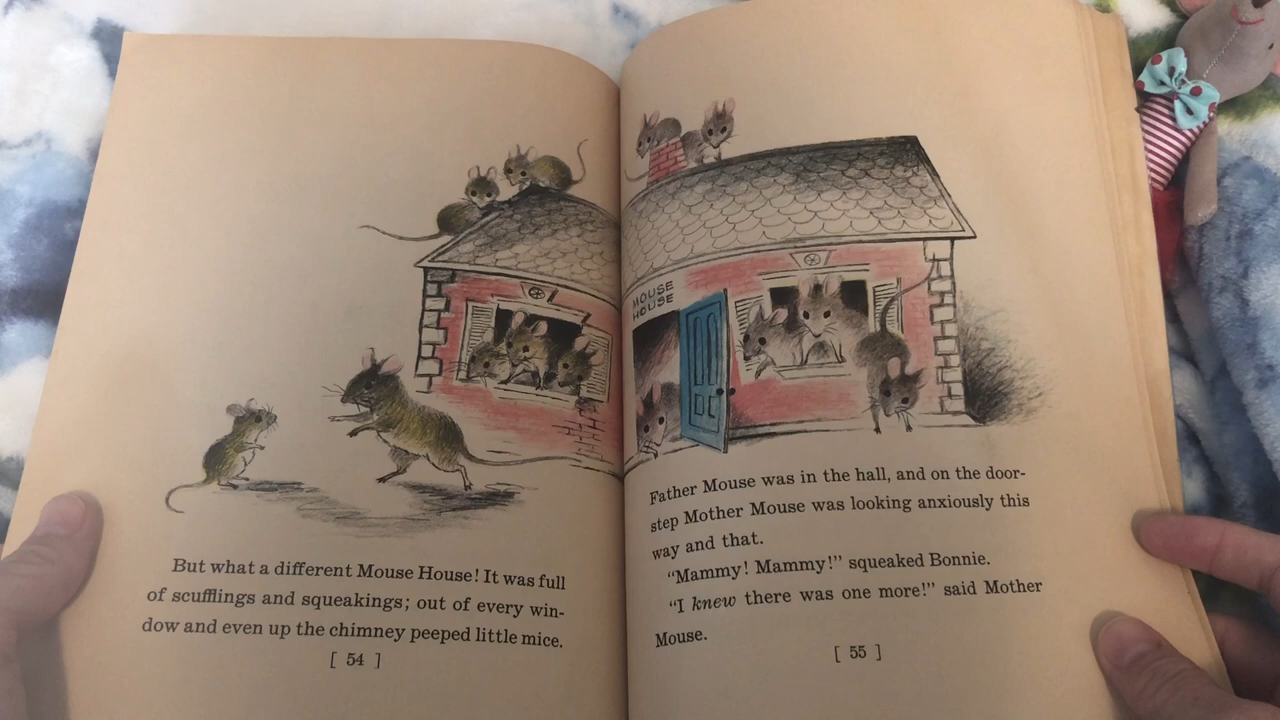 But what a different Mouse House! It was full
of scufflings and squeakings; out of every win-
dow and even up the chimney peeped little mice.
[ 54 ]
MOUSE
HOUSE
Father Mouse was in the hall, and on the door-
step Mother Mouse was looking anxiously this
way and that.
“Mammy! Mammy!” squeaked Bonnie.
“I knew there was one more!” said Mother
Mouse.
[ 55 ]